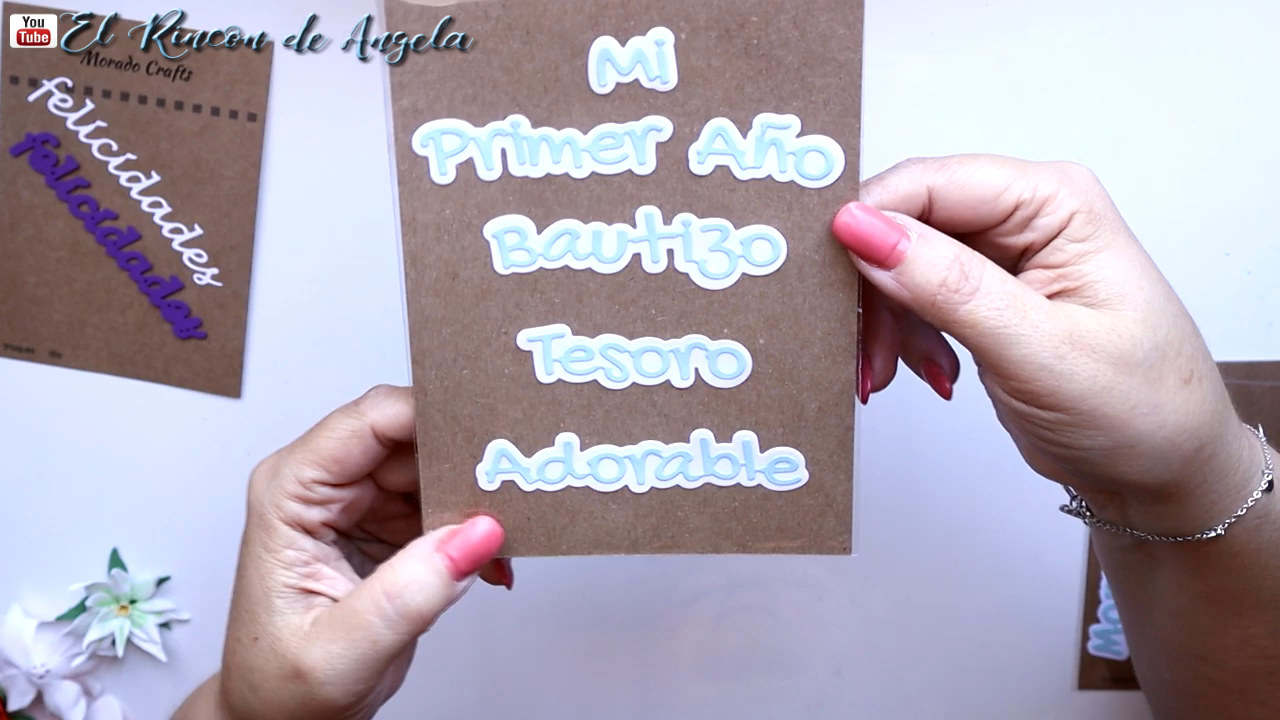 You
Tube
El Rincon de Angela
Morado Crafts
felicidades
felicidades
Mi
Primer Año
Bautizo
Tesoro
Adorable